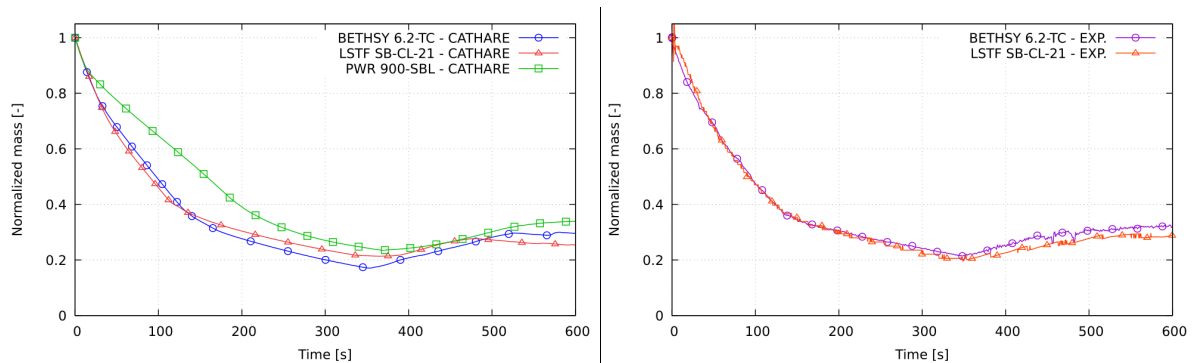 BETHSY 6.2-TC - CATHARE
LSTF SB-CL-21 - CATHARE
PWR 900-SBL - CATHARE
Normalized mass [-]
1
0.8
0.6
0.4
0.2
0
0 100 200 300 400 500 600
Time [s]
BETHSY 6.2-TC - EXP.
LSTF SB-CL-21 - EXP.
Normalized mass [-]
1
0.8
0.6
0.4
0.2
0
0 100 200 300 400 500 600
Time [s]